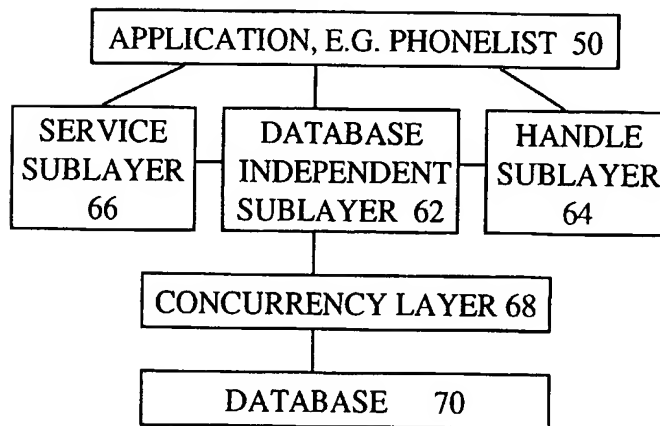 APPLICATION, E.G. PHONELIST 50
SERVICE
SUBLAYER
66
DATABASE
INDEPENDENT
SUBLAYER 62
HANDLE
SUBLAYER
64
CONCURRENCY LAYER 68
DATABASE 70